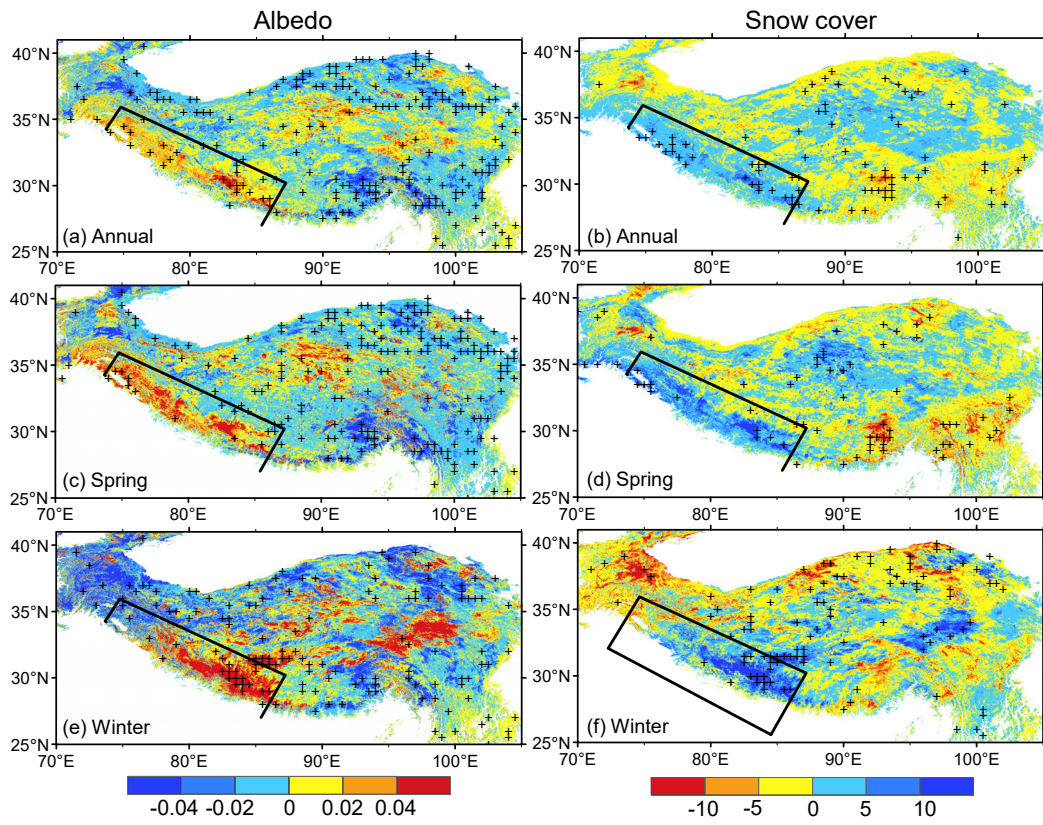 Albedo Snow cover
40°N 40°N
35°N 35°N
30°N 30°N
(a) Annual (b) Annual
25°N 25°N
70°E 80°E 90°E 100°E 70°E 80°E 90°E 100°E
40°N 40°N
35°N 35°N
30°N 30°N
(c) Spring (d) Spring
25°N 25°N
70°E 80°E 90°E 100°E 70°E 80°E 90°E 100°E
40°N 40°N
35°N 35°N
30°N 30°N
(e) Winter (f) Winter
25°N 25°N
70°E 80°E 90°E 100°E 70°E 80°E 90°E 100°E
-0.04 -0.02 0 0.02 0.04 -10 -5 0 5 10